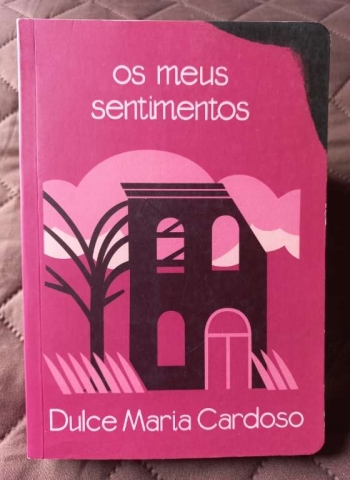 os meus
sentimentos
Dulce Maria Cardoso